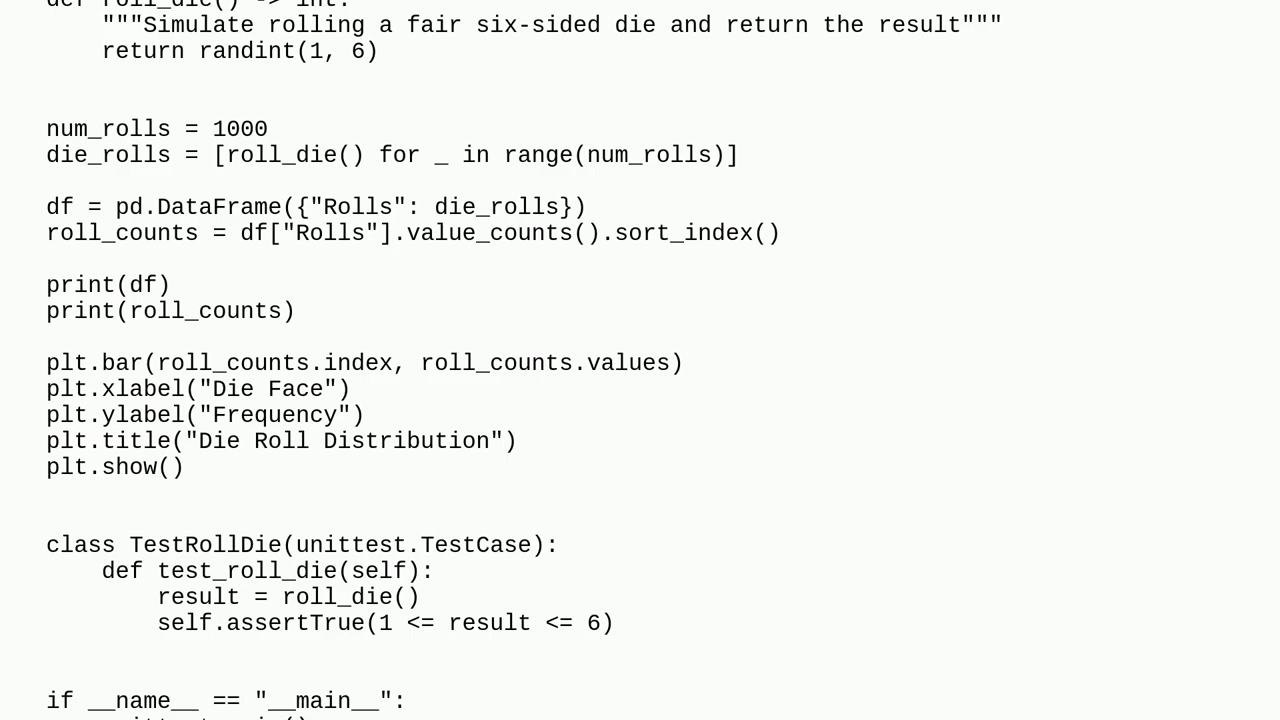 def roll_die() -> int:
    """Simulate rolling a fair six-sided die and return the result"""
    return randint(1, 6)
num_rolls = 1000
die_rolls = [roll_die() for _ in range(num_rolls)]
df = pd.DataFrame({"Rolls": die_rolls})
roll_counts = df["Rolls"].value_counts().sort_index()
print(df)
print(roll_counts)
plt.bar(roll_counts.index, roll_counts.values)
plt.xlabel("Die Face")
plt.ylabel("Frequency")
plt.title("Die Roll Distribution")
plt.show()
class TestRollDie(unittest.TestCase):
    def test_roll_die(self):
        result = roll_die()
        self.assertTrue(1 <= result <= 6)
if __name__ == "__main__":